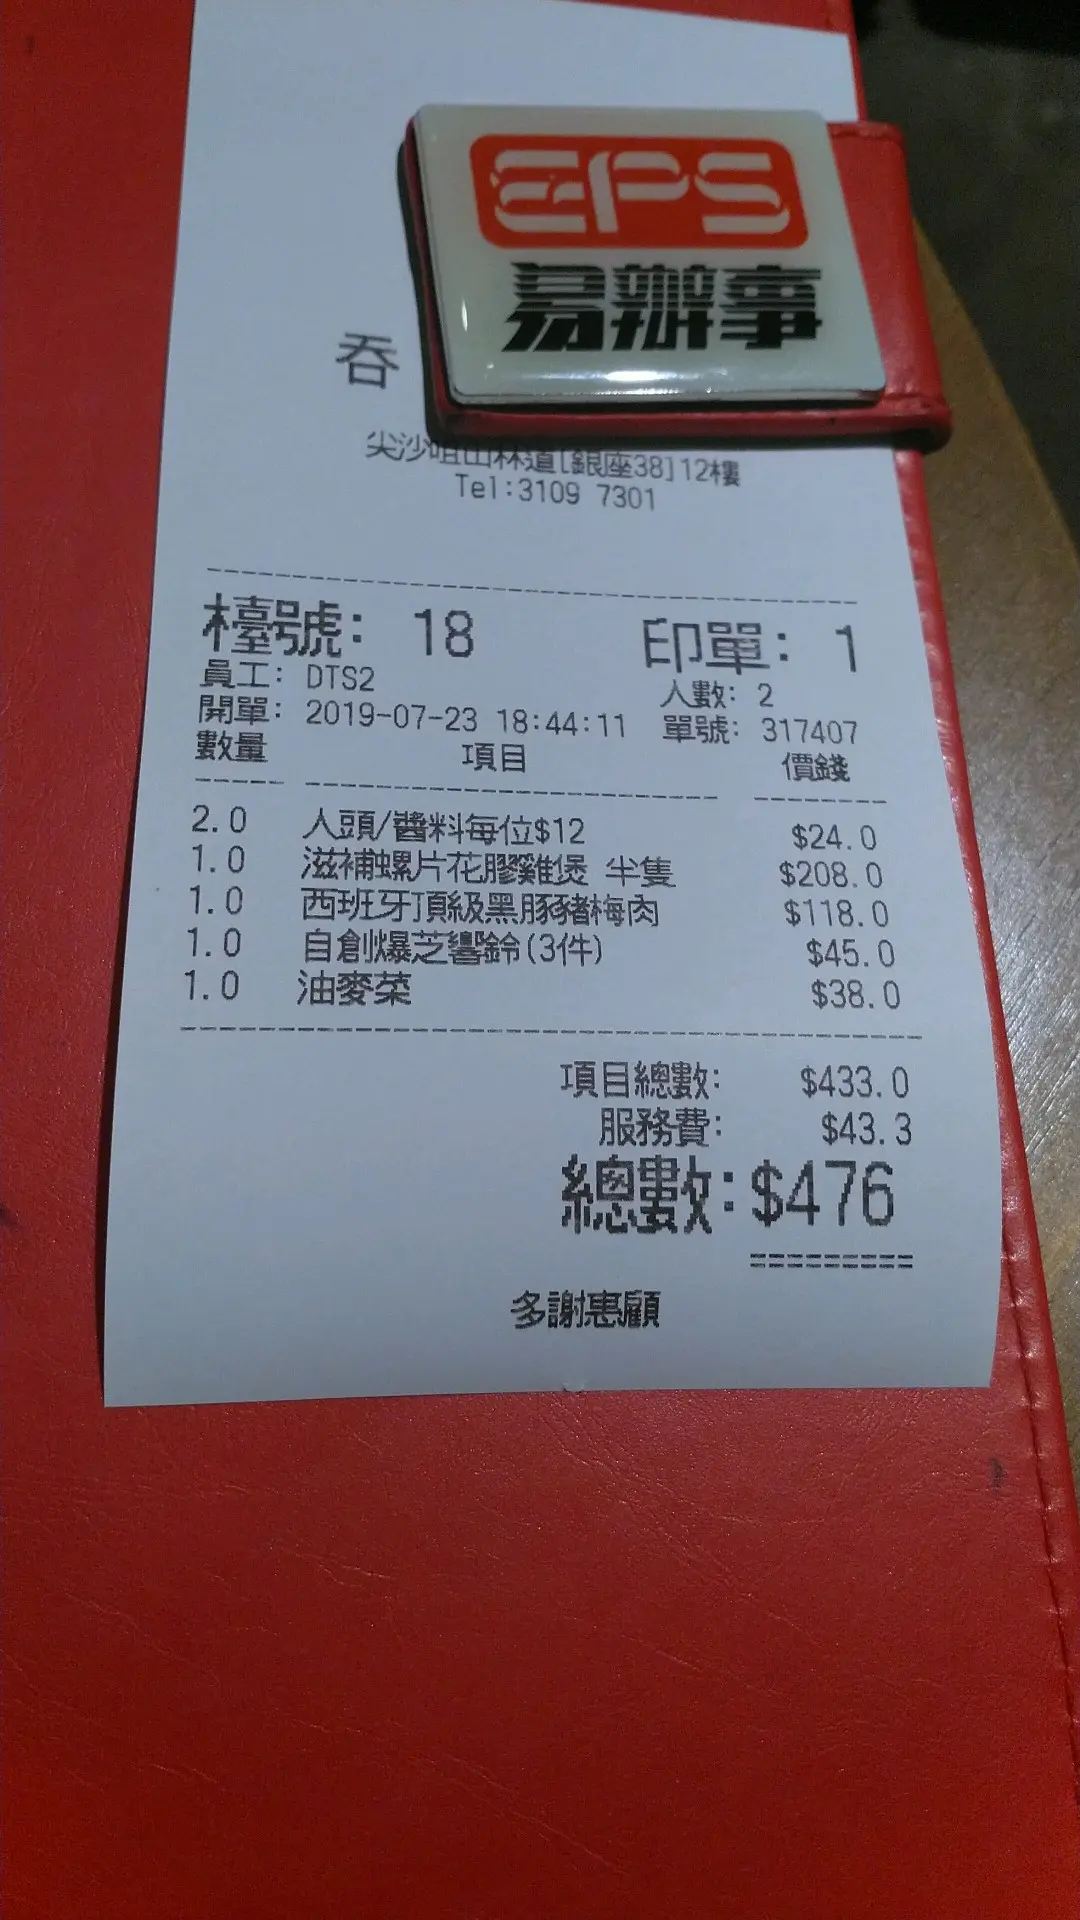 EPS
易辦事
吞
尖沙咀山林道[銀座38]12樓
Tel:3109 7301
檯號: 18 印單: 1
員工: DTS2 人數: 2
開單: 2019-07-23 18:44:11 單號: 317407
數量 項目 價錢
2.0 人頭/醬料每位$12 $24.0
1.0 滋補螺片花膠雞煲 半隻 $208.0
1.0 西班牙頂級黑豚豬梅肉 $118.0
1.0 自創爆芝響鈴(3件) $45.0
1.0 油麥菜 $38.0
項目總數: $433.0
服務費: $43.3
總數:$476
多謝惠顧